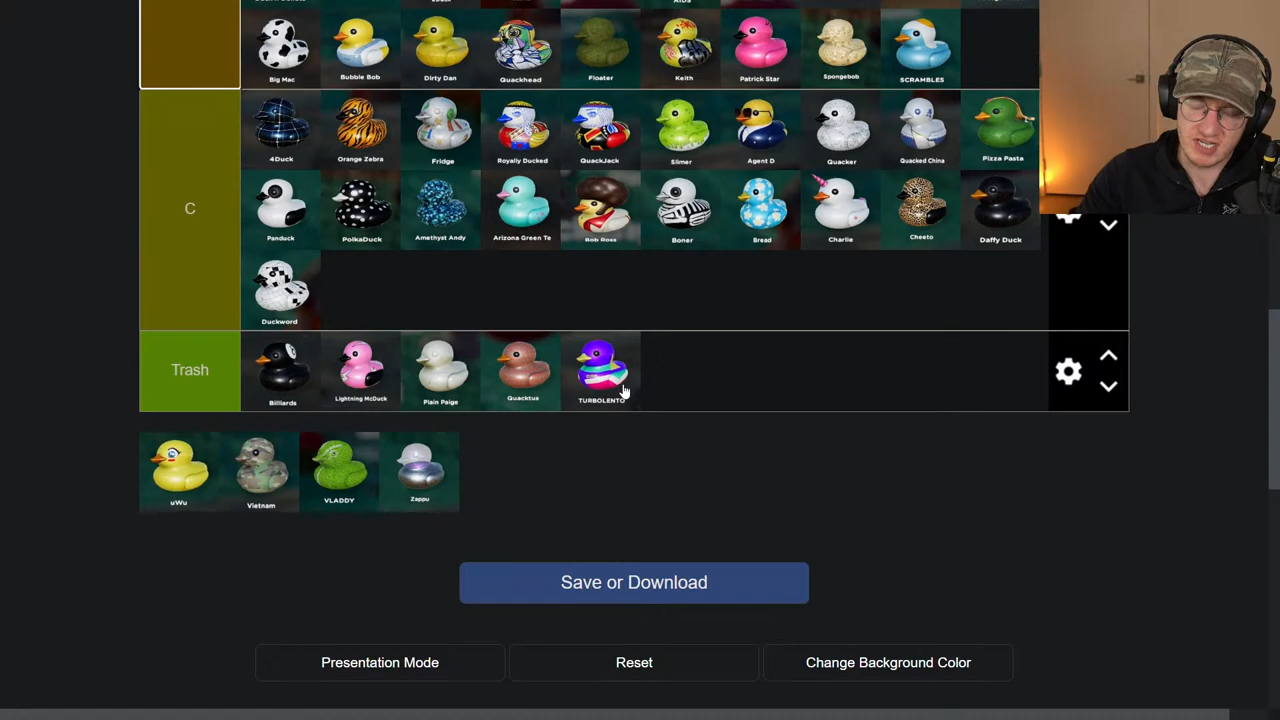 Big Mac Bubble Bob Dirty Dan Quackhead Floater Keith Patrick Star Spongebob SCRAMBLES
C
4Duck Orange Zebra Fridge Royally Ducked QuackJack Slimer Agent D Quacker Quacked China Pizza Pasta
Panduck PolkaDuck Amethyst Andy Arizona Green Te Bob Ross Boner Bread Charlie Cheeto Daffy Duck
Duckword
Trash
Billiards Lightning McDuck Plain Paige Quacktus TURBOLENTO
uWu Vietnam VLADDY Zappu
Save or Download
Presentation Mode Reset Change Background Color